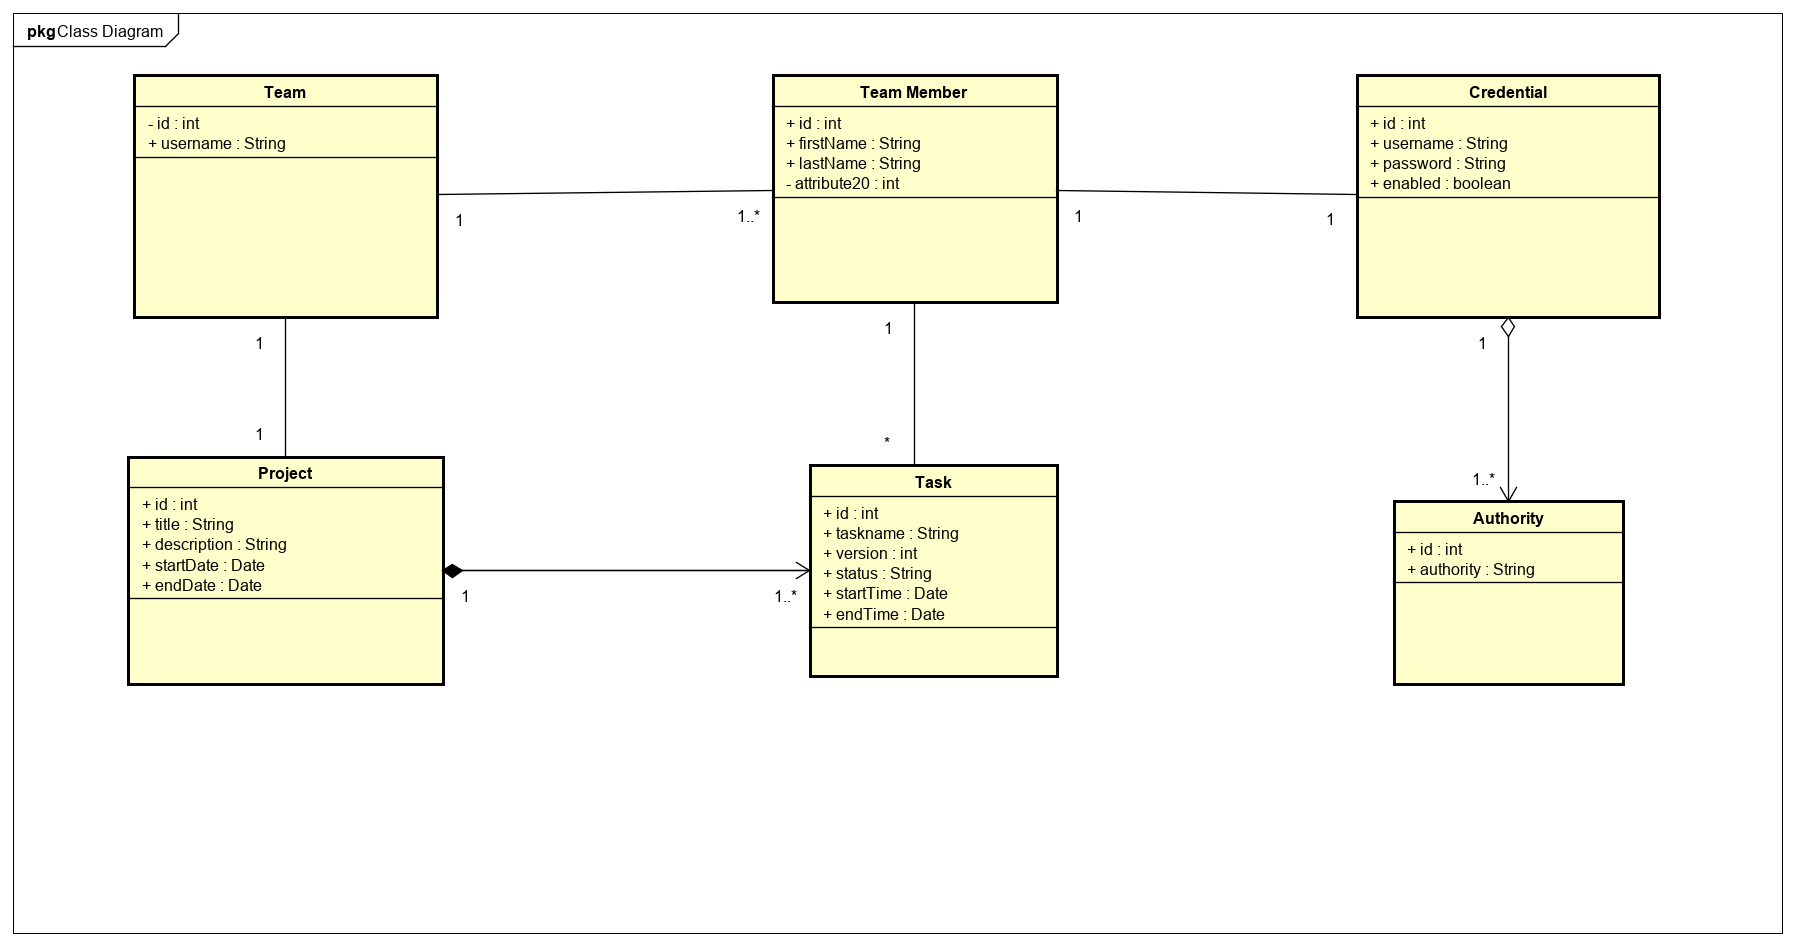 pkg Class Diagram
Team
- id : int
+ username : String
Team Member
+ id : int
+ firstName : String
+ lastName : String
- attribute20 : int
Credential
+ id : int
+ username : String
+ password : String
+ enabled : boolean
1
1..*
1
1
1
1
1
*
1
1..*
Project
+ id : int
+ title : String
+ description : String
+ startDate : Date
+ endDate : Date
1
1..*
Task
+ id : int
+ taskname : String
+ version : int
+ status : String
+ startTime : Date
+ endTime : Date
Authority
+ id : int
+ authority : String